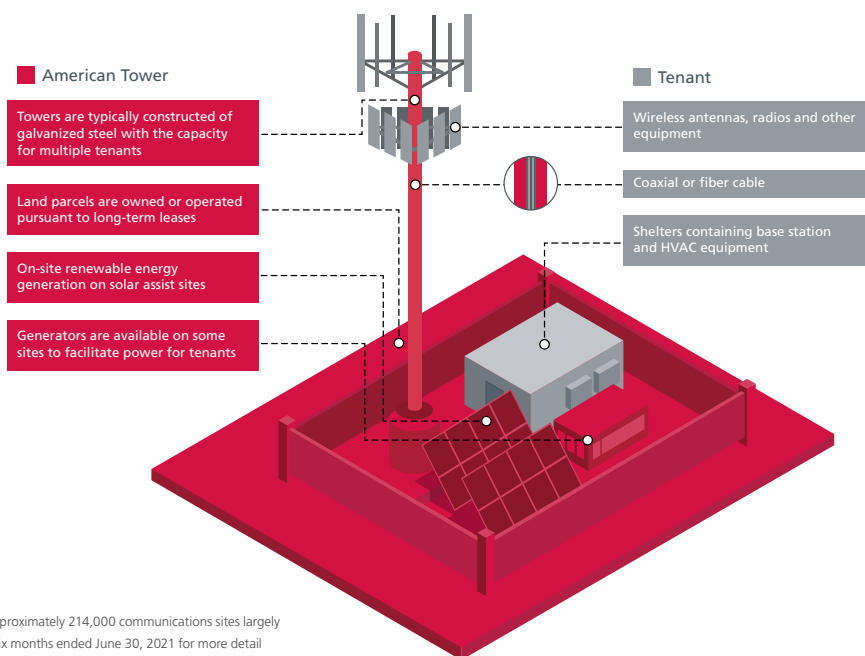 American Tower
Towers are typically constructed of
galvanized steel with the capacity
for multiple tenants
Land parcels are owned or operated
pursuant to long-term leases
On-site renewable energy
generation on solar assist sites
Generators are available on some
sites to facilitate power for tenants
Tenant
Wireless antennas, radios and other
equipment
Coaxial or fiber cable
Shelters containing base station
and HVAC equipment
proximately 214,000 communications sites largely
ix months ended June 30, 2021 for more detail